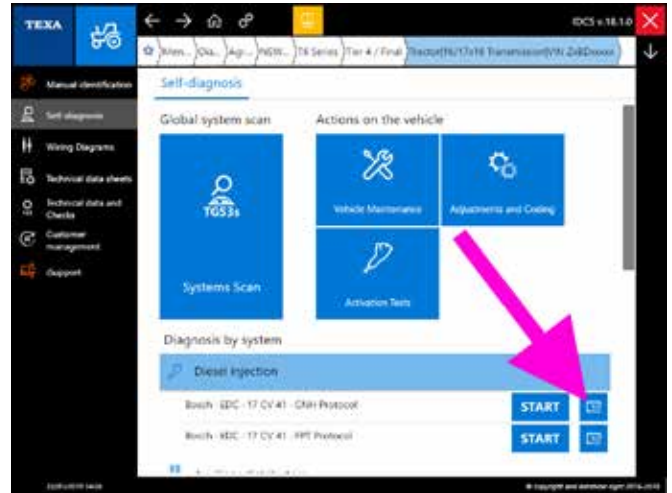 TEXA
IDCS v.18.1.0
T6 Series
Tier 4 / Final
Manual identification
Self-diagnosis
Self diagnosis
Global system scan
Actions on the vehicle
Wiring Diagrams
Technical data sheets
Technical data and
Checks
Customer
management
iSupport
TGS3s
Systems Scan
Vehicle Maintenance
Adjustments and Coding
Activation Tests
Diagnosis by system
Diesel injection
Bosch - EDC - 17 CV 41 - CNH Protocol
START
Bosch - EDC - 17 CV 41 - FPT Protocol
START